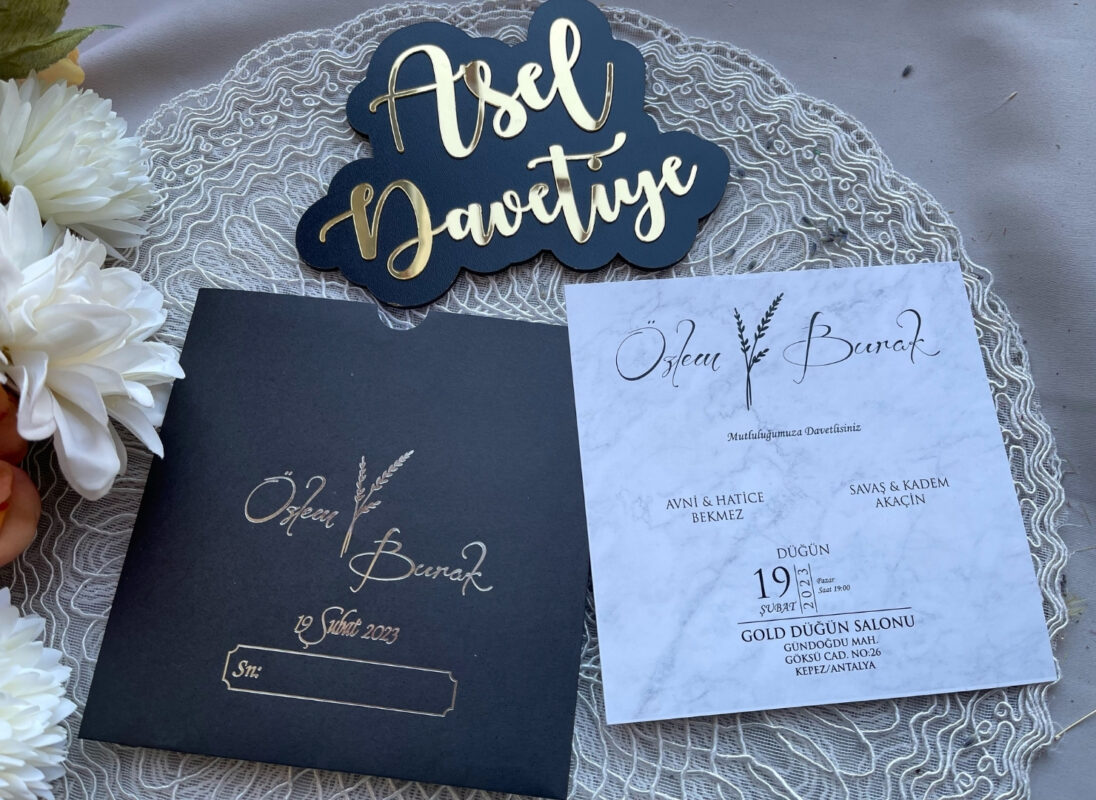 Asel
Davetiye
Özlem
Burak
19 Şubat 2023
Sn:
Özlem Burak
Mutluluğumuza Davetlisiniz
AVNİ & HATİCE
BEKMEZ
SAVAŞ & KADEM
AKAÇİN
DÜĞÜN
19
ŞUBAT
2023
Pazar
Saat 19:00
GOLD DÜĞÜN SALONU
GÜNDOĞDU MAH.
GÖKSU CAD. NO:26
KEPEZ/ANTALYA